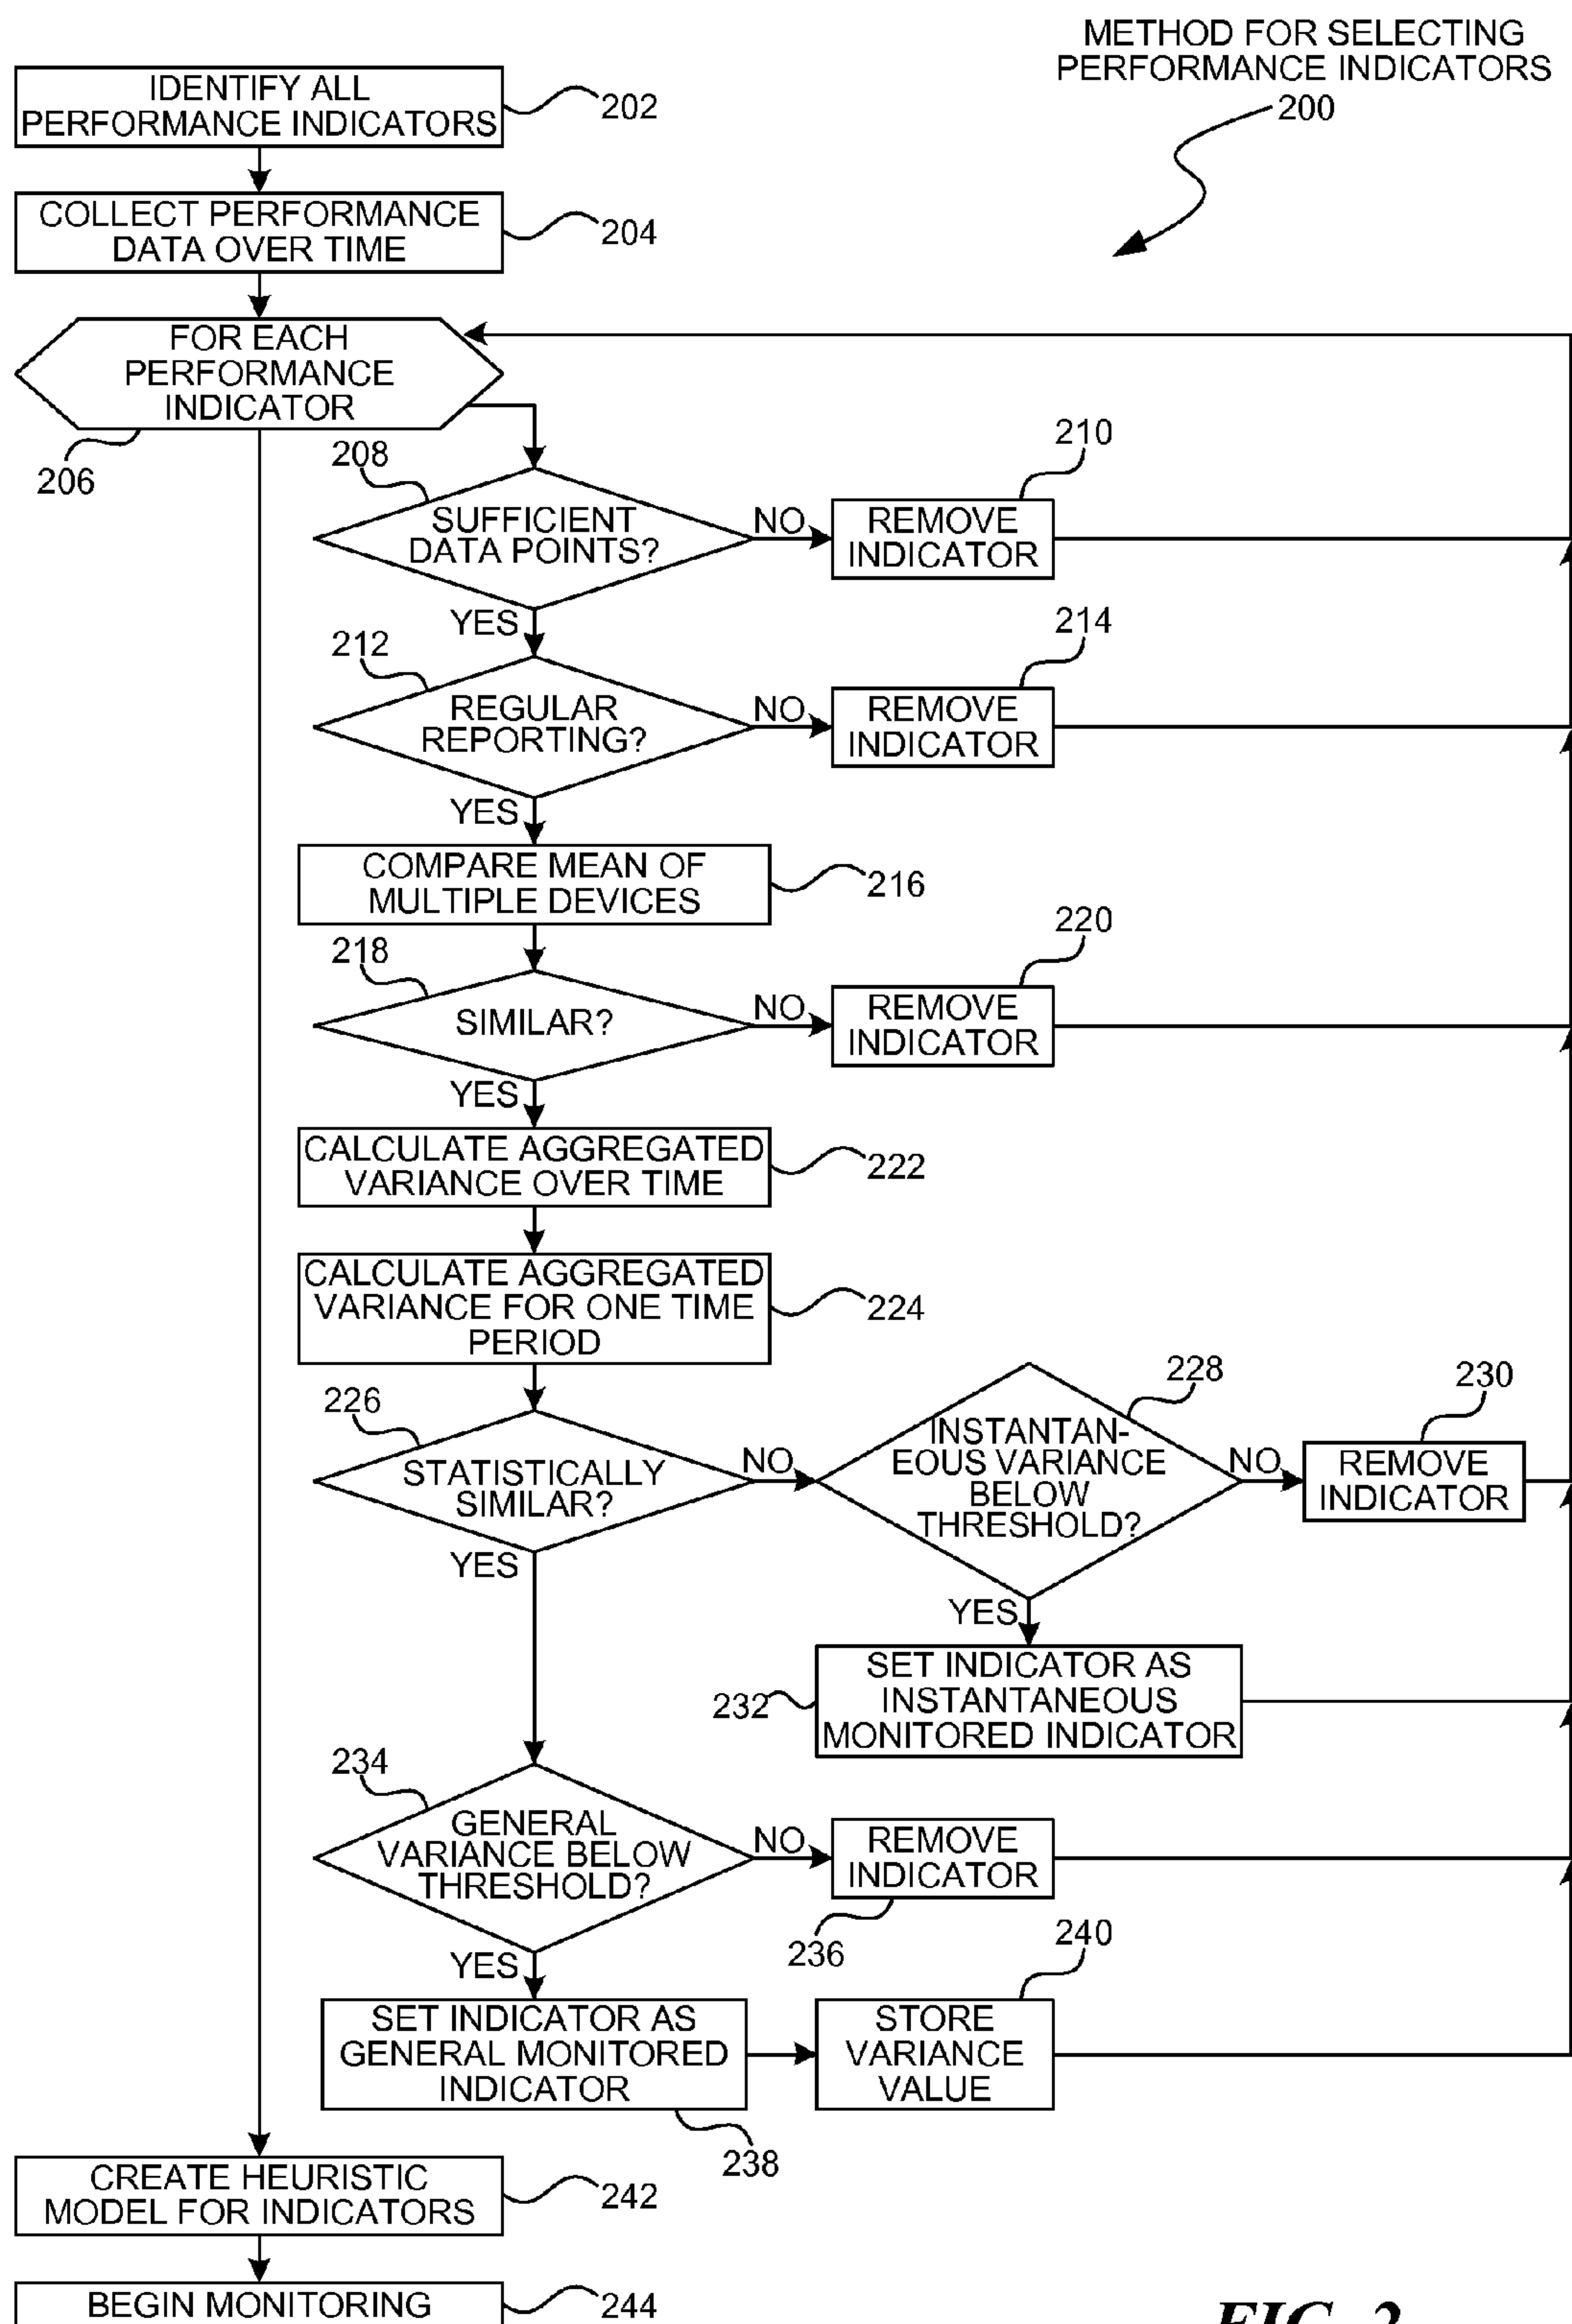 METHOD FOR SELECTING
PERFORMANCE INDICATORS
200
IDENTIFY ALL
PERFORMANCE INDICATORS
202
COLLECT PERFORMANCE
DATA OVER TIME
204
FOR EACH
PERFORMANCE
INDICATOR
206
208
SUFFICIENT
DATA POINTS?
NO
210
REMOVE
INDICATOR
YES
212
REGULAR
REPORTING?
NO
214
REMOVE
INDICATOR
YES
COMPARE MEAN OF
MULTIPLE DEVICES
216
218
SIMILAR?
NO
220
REMOVE
INDICATOR
YES
CALCULATE AGGREGATED
VARIANCE OVER TIME
222
CALCULATE AGGREGATED
VARIANCE FOR ONE TIME
PERIOD
224
226
STATISTICALLY
SIMILAR?
NO
228
INSTANTAN-
EOUS VARIANCE
BELOW
THRESHOLD?
NO
230
REMOVE
INDICATOR
YES
YES
232
SET INDICATOR AS
INSTANTANEOUS
MONITORED INDICATOR
234
GENERAL
VARIANCE BELOW
THRESHOLD?
NO
REMOVE
INDICATOR
236
YES
SET INDICATOR AS
GENERAL MONITORED
INDICATOR
238
240
STORE
VARIANCE
VALUE
CREATE HEURISTIC
MODEL FOR INDICATORS
242
BEGIN MONITORING
244
FIG. 2